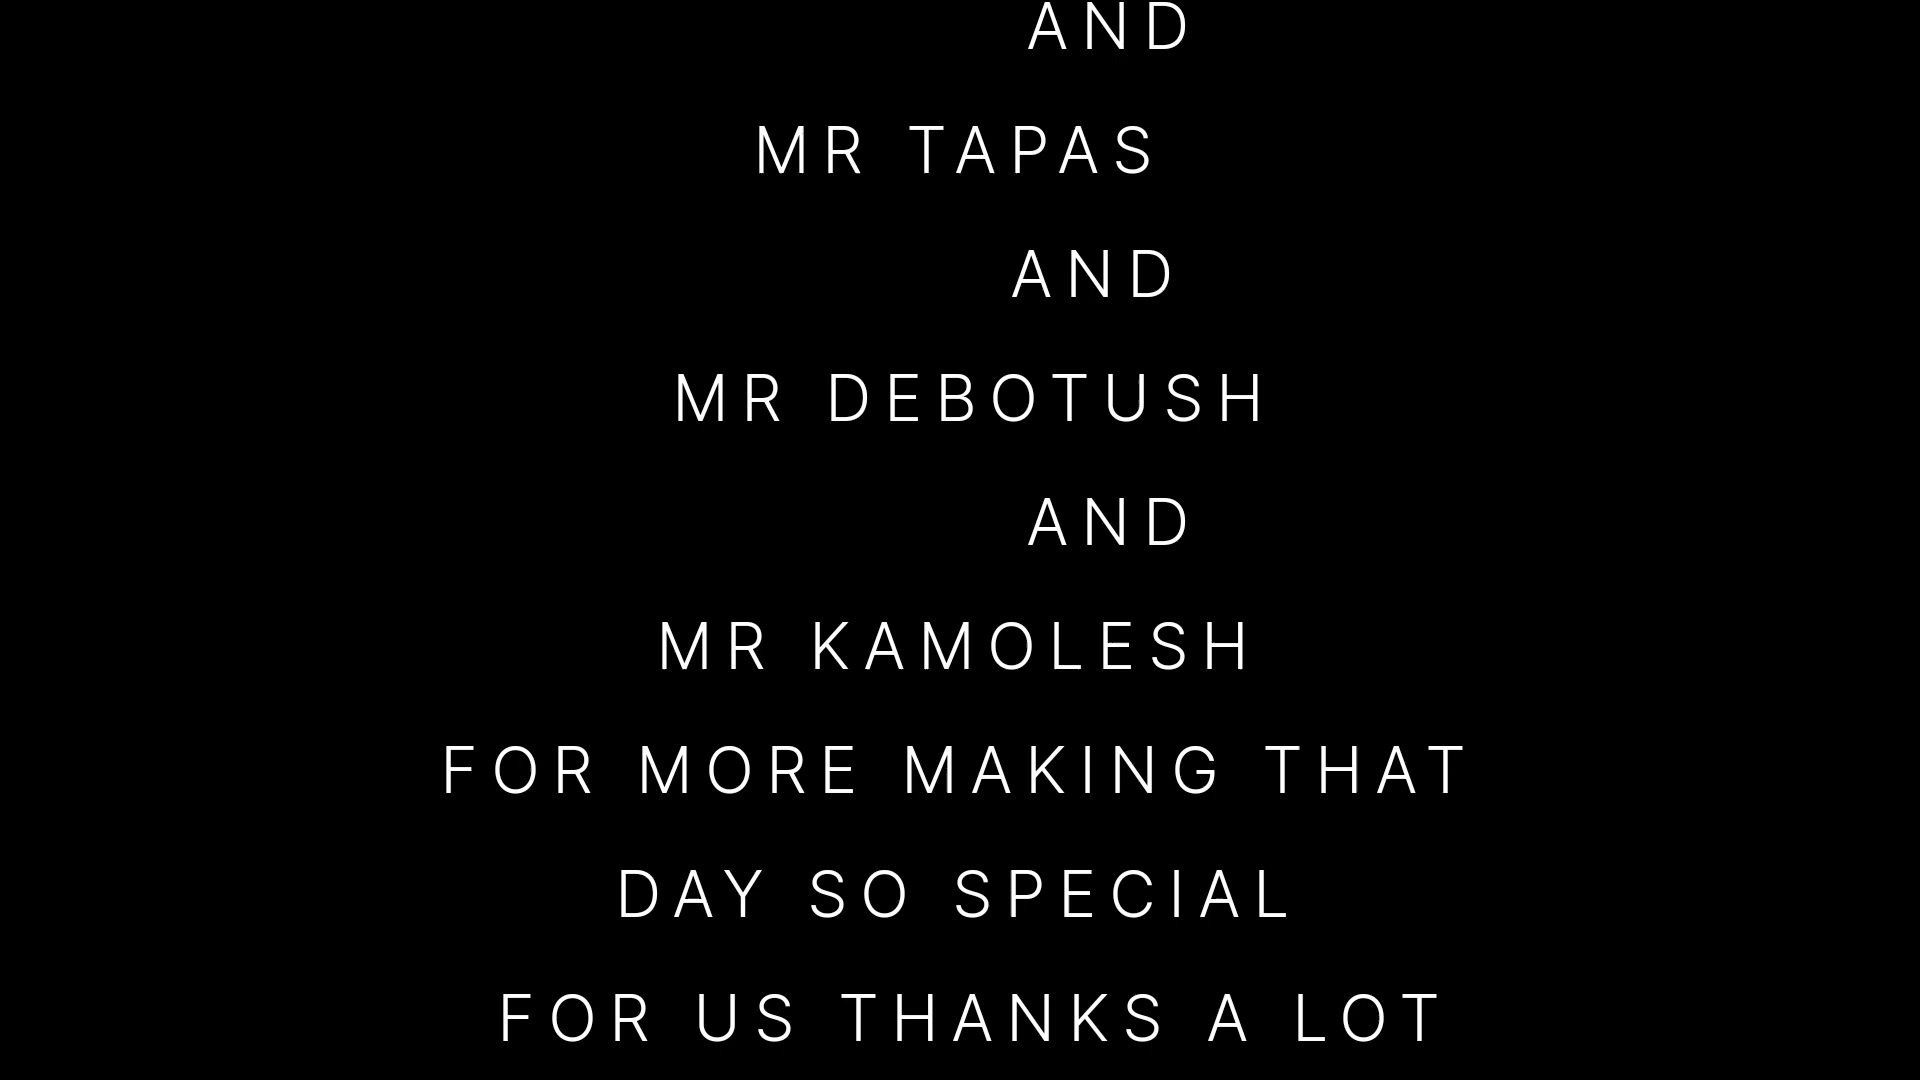 AND
MR TAPAS
AND
MR DEBOTUSH
AND
MR KAMOLESH
FOR MORE MAKING THAT
DAY SO SPECIAL
FOR US THANKS A LOT